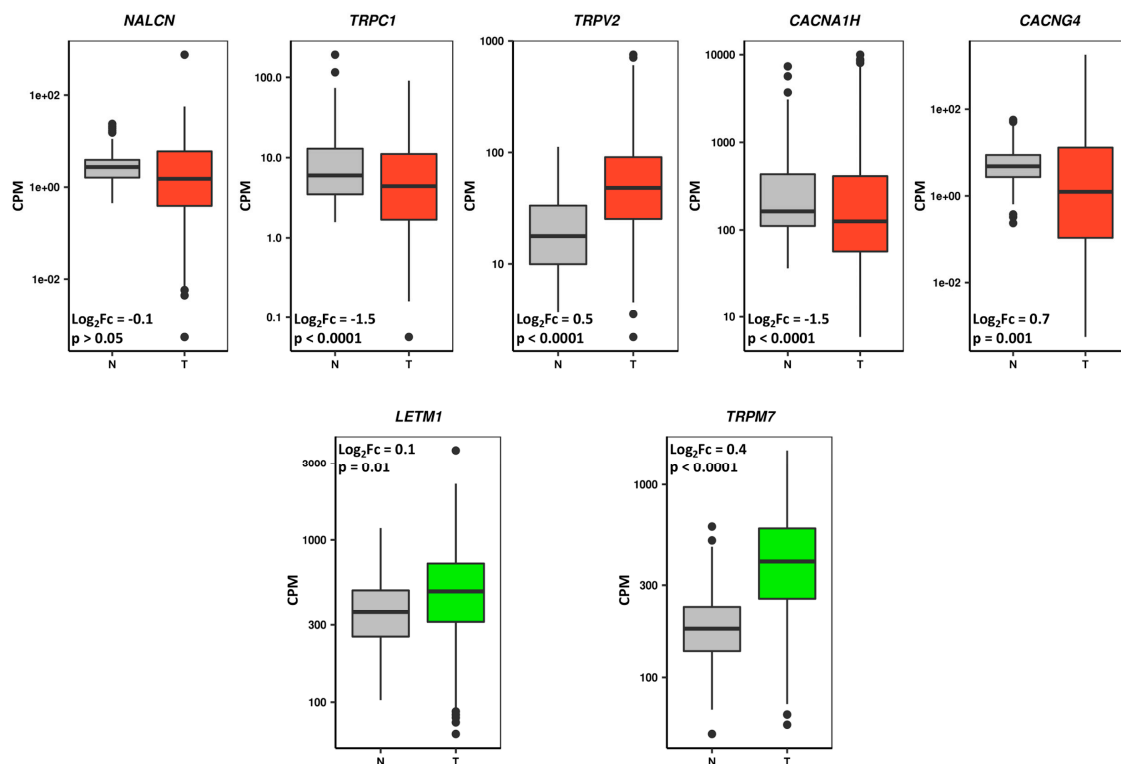 NALCN
CPM
1e+02
1e+00
1e-02
Log₂Fc = -0.1
p > 0.05
N T
TRPC1
CPM
100.0
10.0
1.0
0.1
Log₂Fc = -1.5
p < 0.0001
N T
TRPV2
CPM
1000
100
10
Log₂Fc = 0.5
p < 0.0001
N T
CACNA1H
CPM
10000
1000
100
10
Log₂Fc = -1.5
p < 0.0001
N T
CACNG4
CPM
1e+02
1e+00
1e-02
Log₂Fc = 0.7
p = 0.001
N T
LETM1
Log₂Fc = 0.1
p = 0.01
CPM
3000
1000
300
100
N T
TRPM7
Log₂Fc = 0.4
p < 0.0001
CPM
1000
300
100
N T